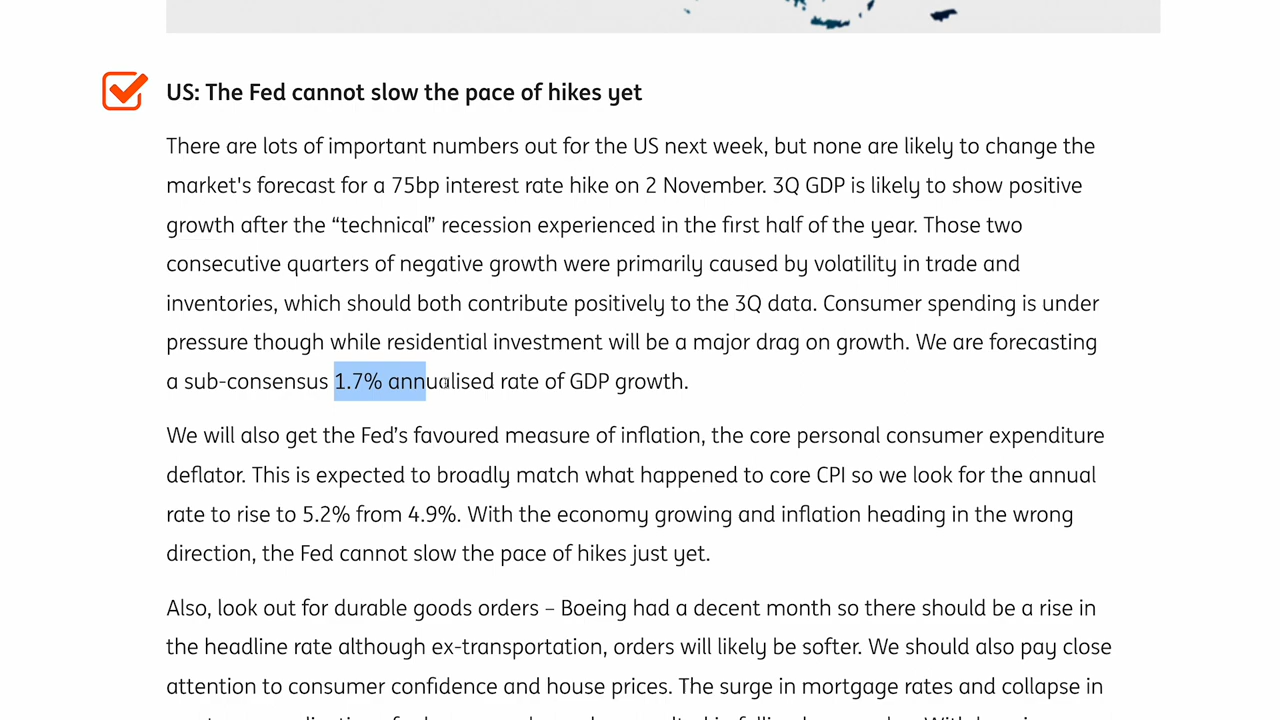 US: The Fed cannot slow the pace of hikes yet
There are lots of important numbers out for the US next week, but none are likely to change the
market's forecast for a 75bp interest rate hike on 2 November. 3Q GDP is likely to show positive
growth after the “technical” recession experienced in the first half of the year. Those two
consecutive quarters of negative growth were primarily caused by volatility in trade and
inventories, which should both contribute positively to the 3Q data. Consumer spending is under
pressure though while residential investment will be a major drag on growth. We are forecasting
a sub-consensus 1.7% annualised rate of GDP growth.
We will also get the Fed’s favoured measure of inflation, the core personal consumer expenditure
deflator. This is expected to broadly match what happened to core CPI so we look for the annual
rate to rise to 5.2% from 4.9%. With the economy growing and inflation heading in the wrong
direction, the Fed cannot slow the pace of hikes just yet.
Also, look out for durable goods orders – Boeing had a decent month so there should be a rise in
the headline rate although ex-transportation, orders will likely be softer. We should also pay close
attention to consumer confidence and house prices. The surge in mortgage rates and collapse in